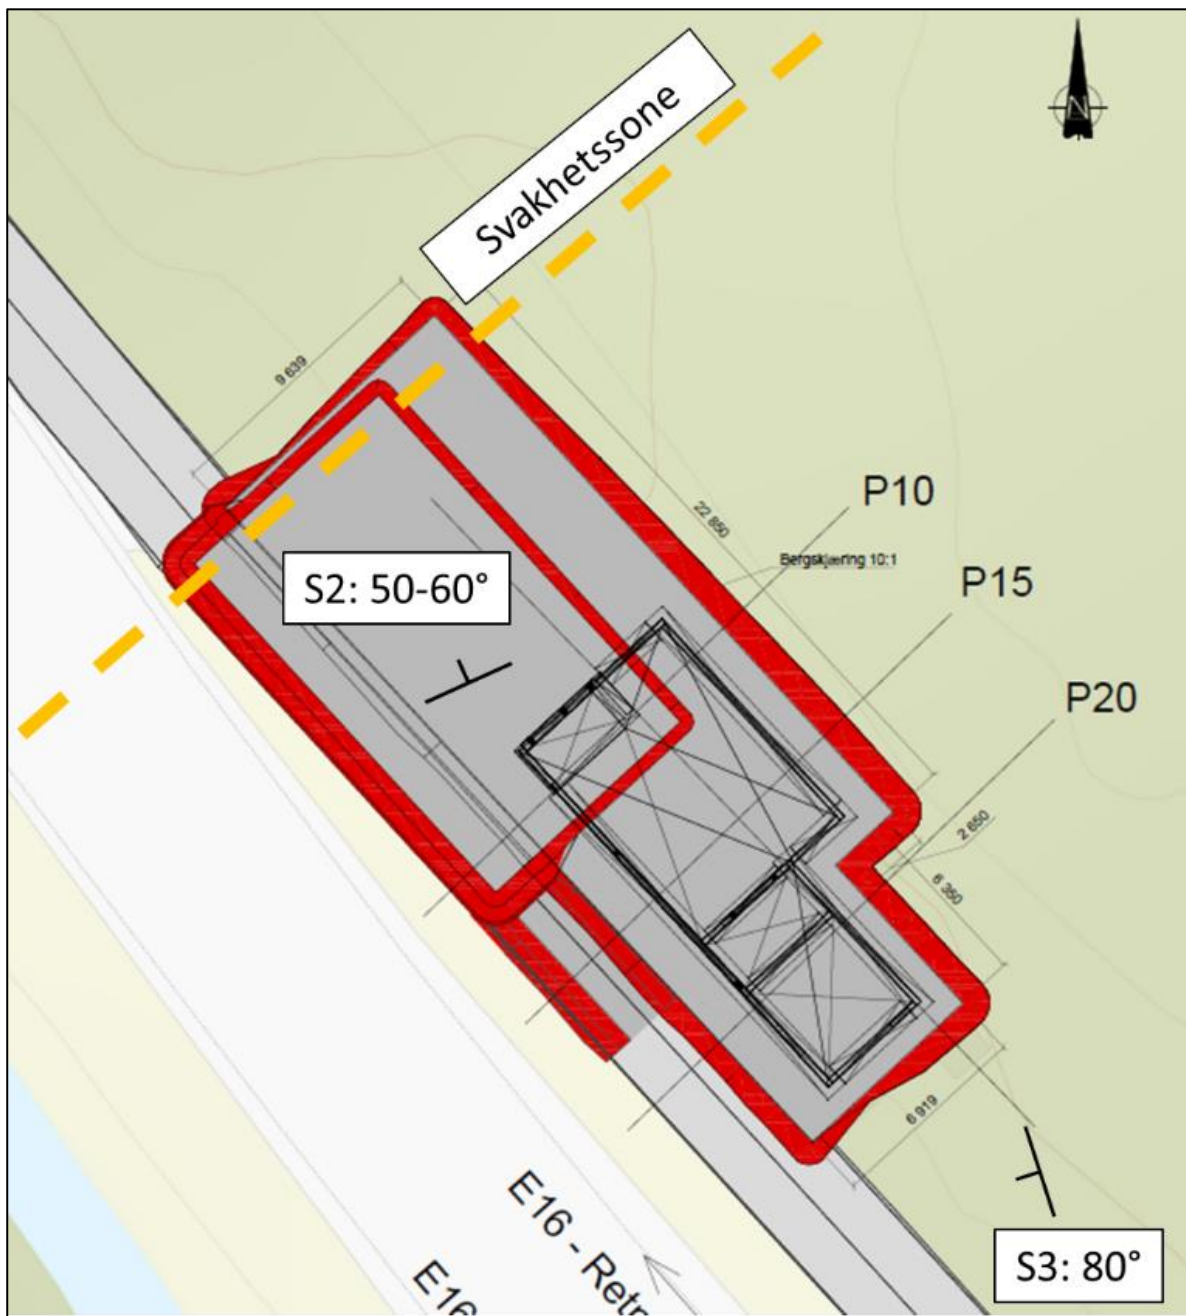 N
Svakhetssone
9 639
P10
22 850
Bergskjæring 10:1
S2: 50-60°
P15
P20
2 650
6 350
6 919
E16 - Retn
E16
S3: 80°